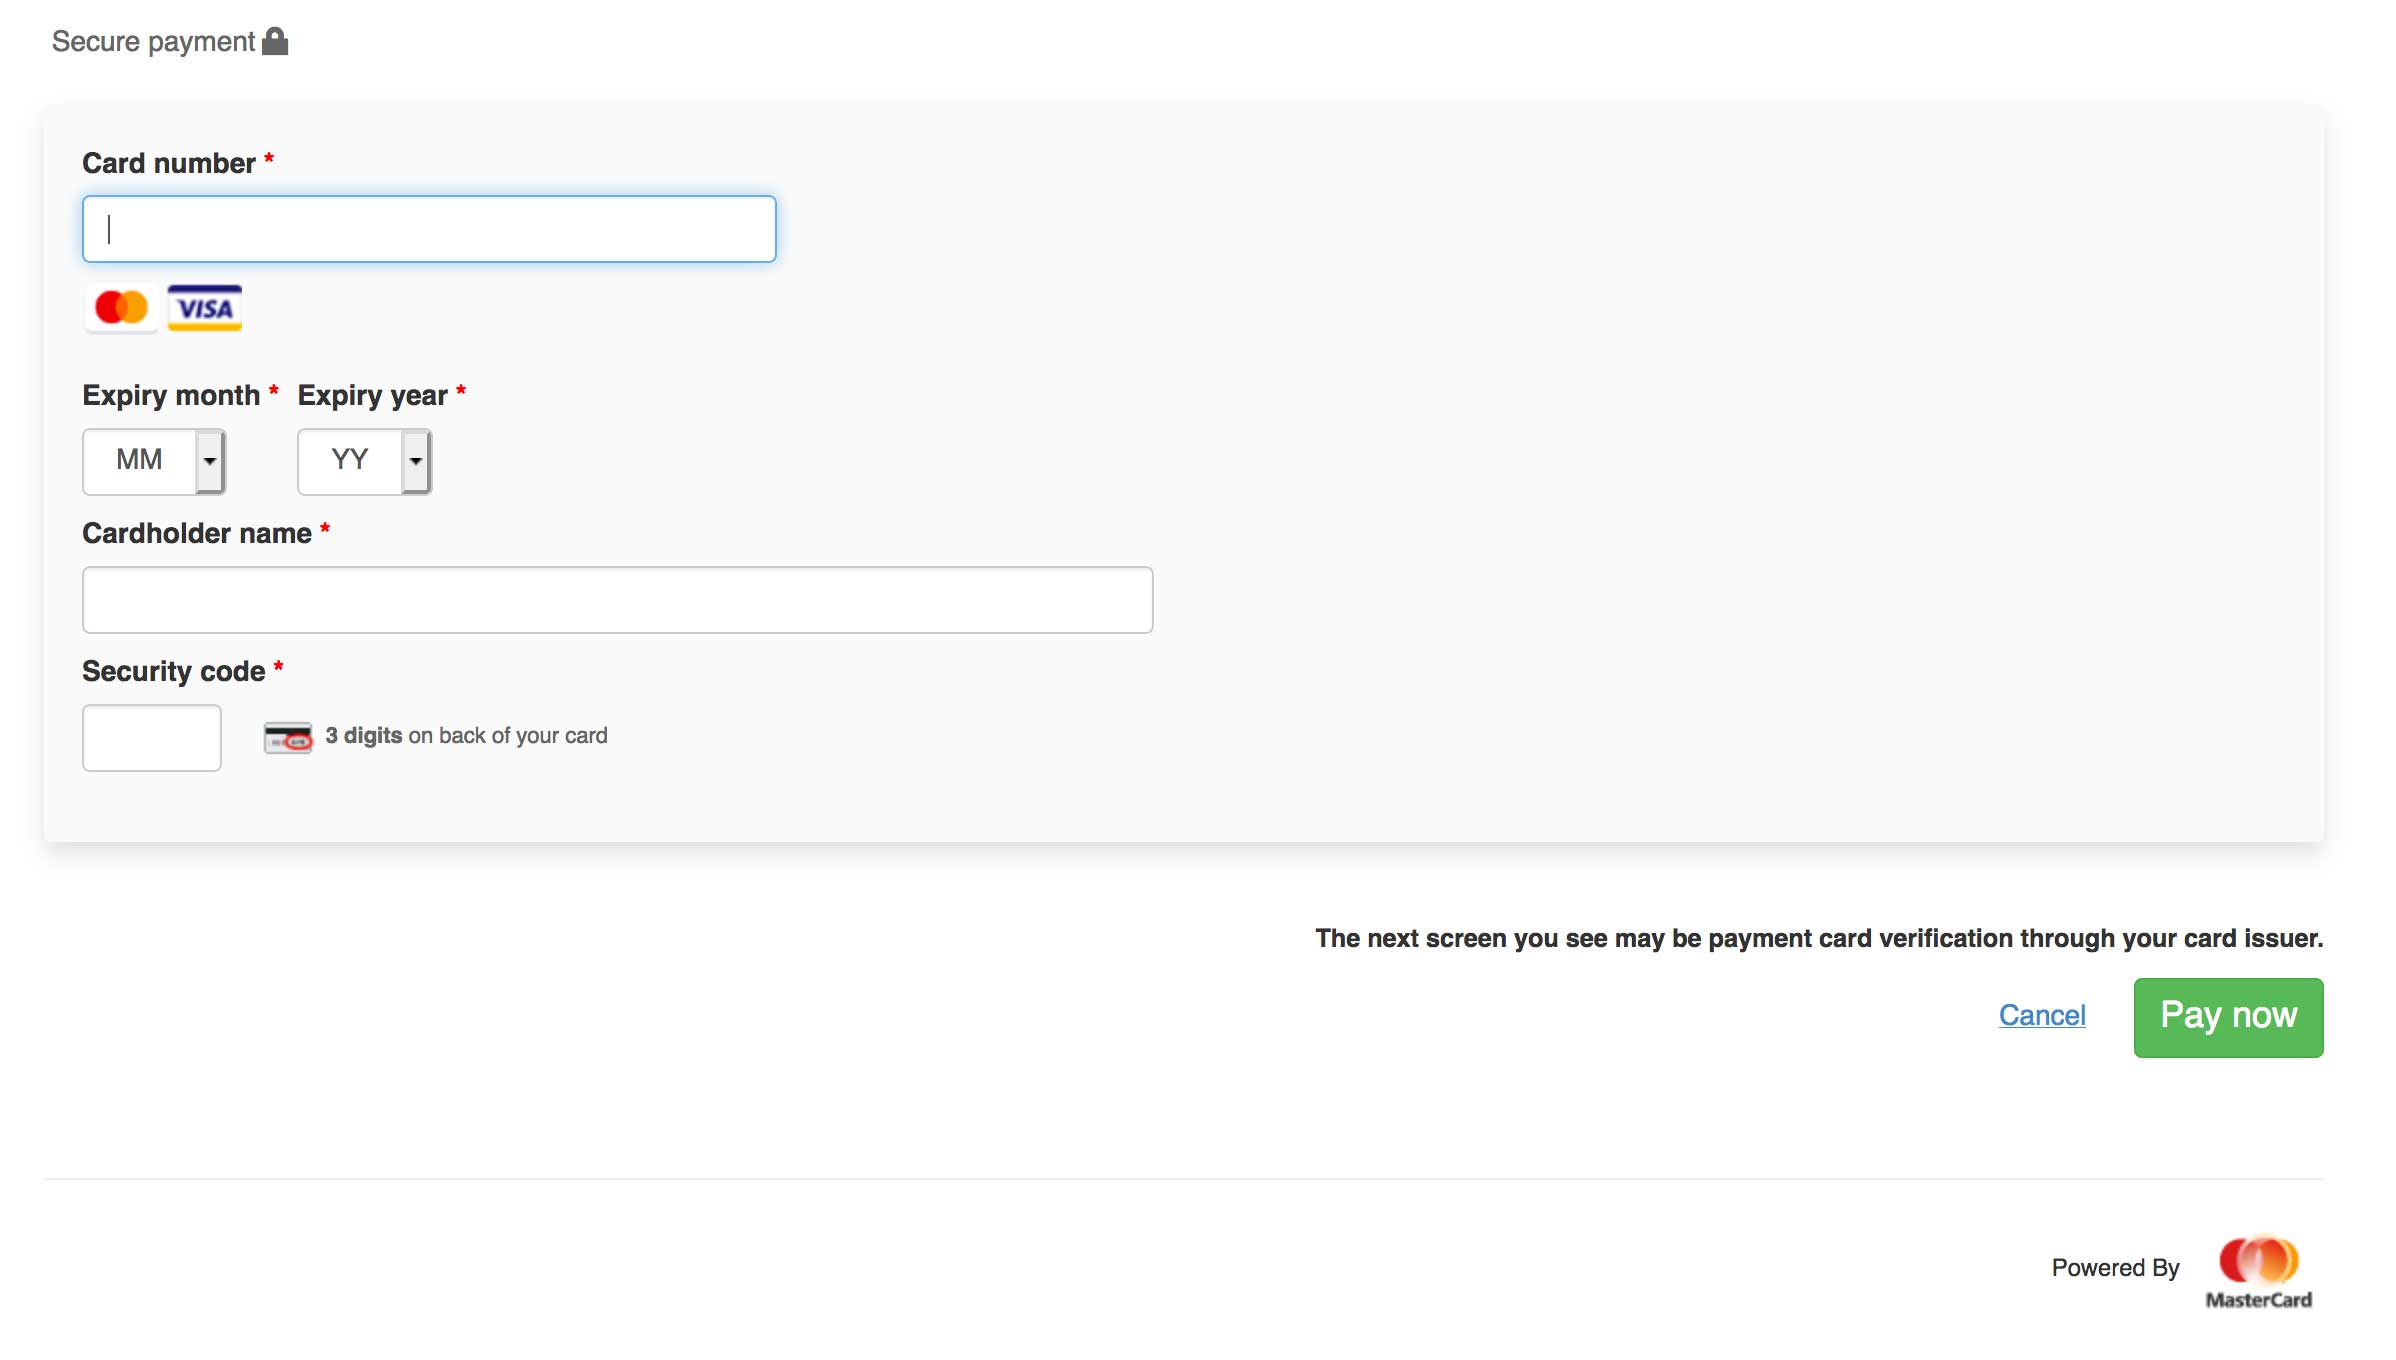 Secure payment
Card number *
VISA
Expiry month * Expiry year *
MM YY
Cardholder name *
Security code *
3 digits on back of your card
The next screen you see may be payment card verification through your card issuer.
Cancel Pay now
Powered By
MasterCard